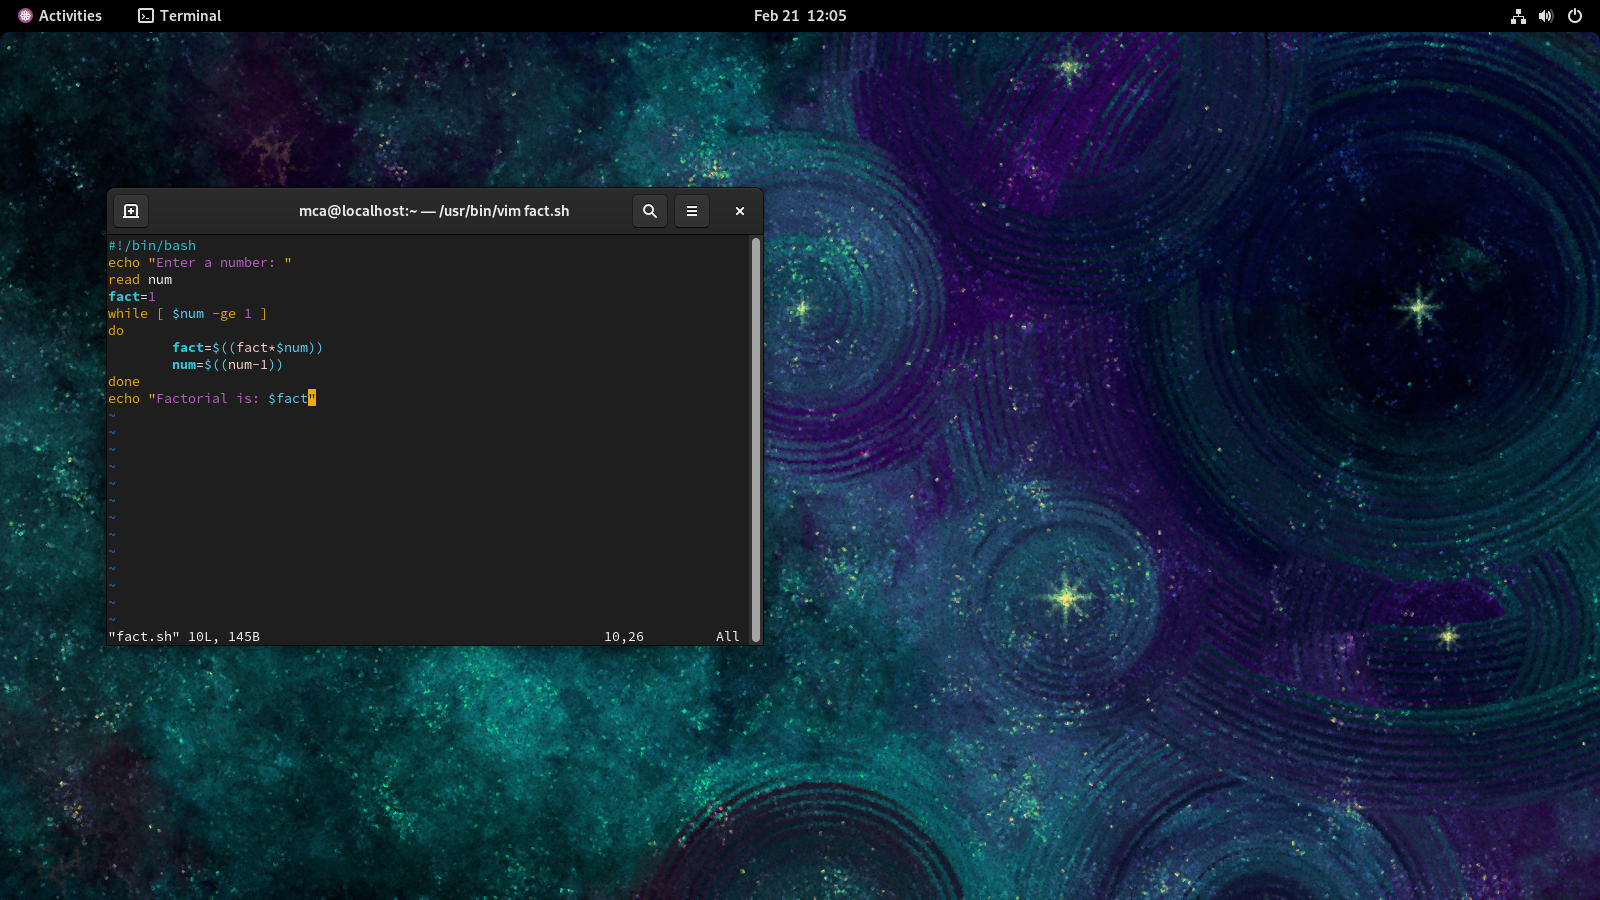 Activities Terminal Feb 21 12:05
mca@localhost:~ — /usr/bin/vim fact.sh
#!/bin/bash
echo "Enter a number: "
read num
fact=1
while [ $num -ge 1 ]
do
        fact=$((fact*$num))
        num=$((num-1))
done
echo "Factorial is: $fact"
~
~
~
~
~
~
~
~
~
~
~
~
~
"fact.sh" 10L, 145B 10,26 All